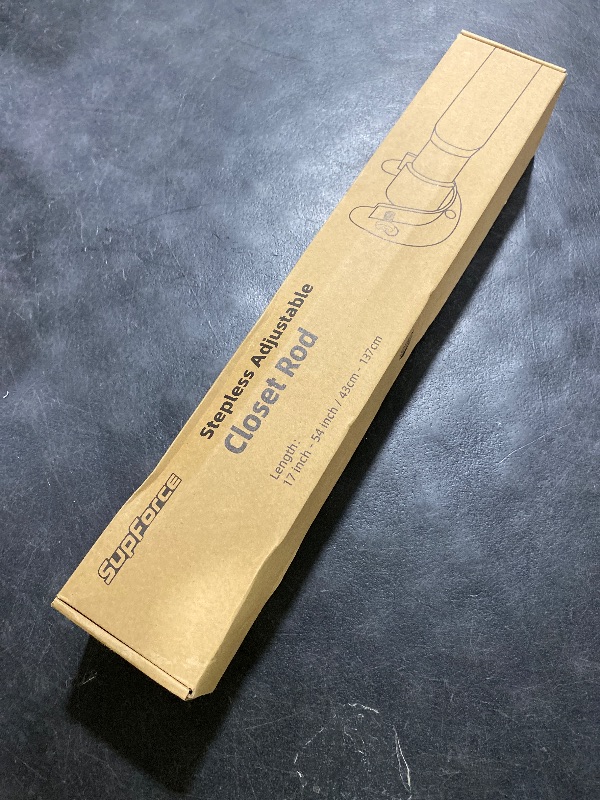 Stepless Adjustable
Closet Rod
Length:
17 inch - 54 inch / 43cm - 137cm
SupForce